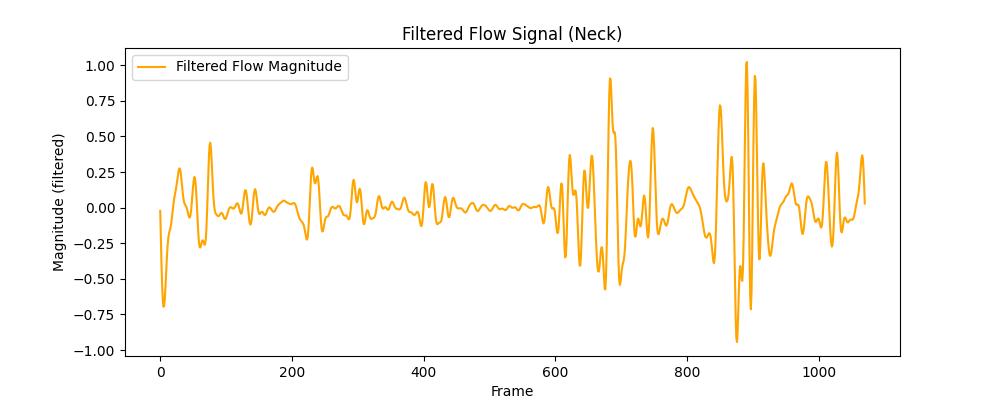 Filtered Flow Signal (Neck)
Filtered Flow Magnitude
1.00
0.75
0.50
0.25
0.00
−0.25
−0.50
−0.75
−1.00
Magnitude (filtered)
0 200 400 600 800 1000
Frame